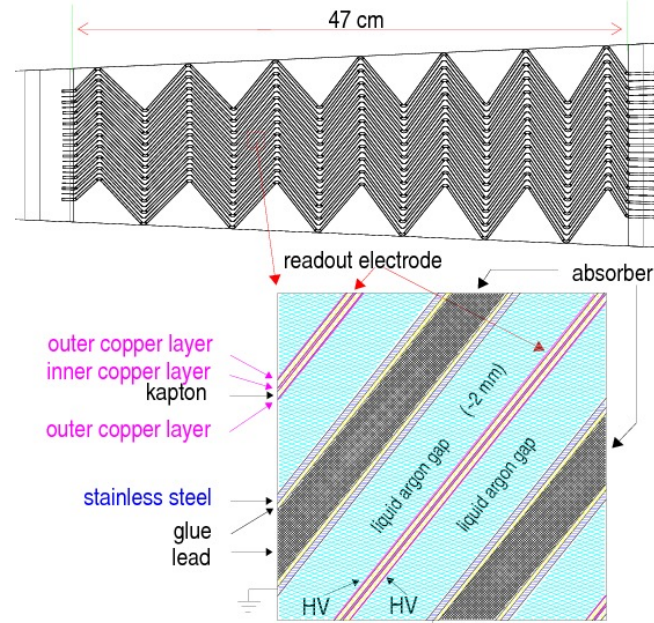 47 cm
readout electrode
absorber
outer copper layer
inner copper layer
kapton
outer copper layer
(~2 mm)
liquid argon gap
liquid argon gap
stainless steel
glue
lead
HV
HV